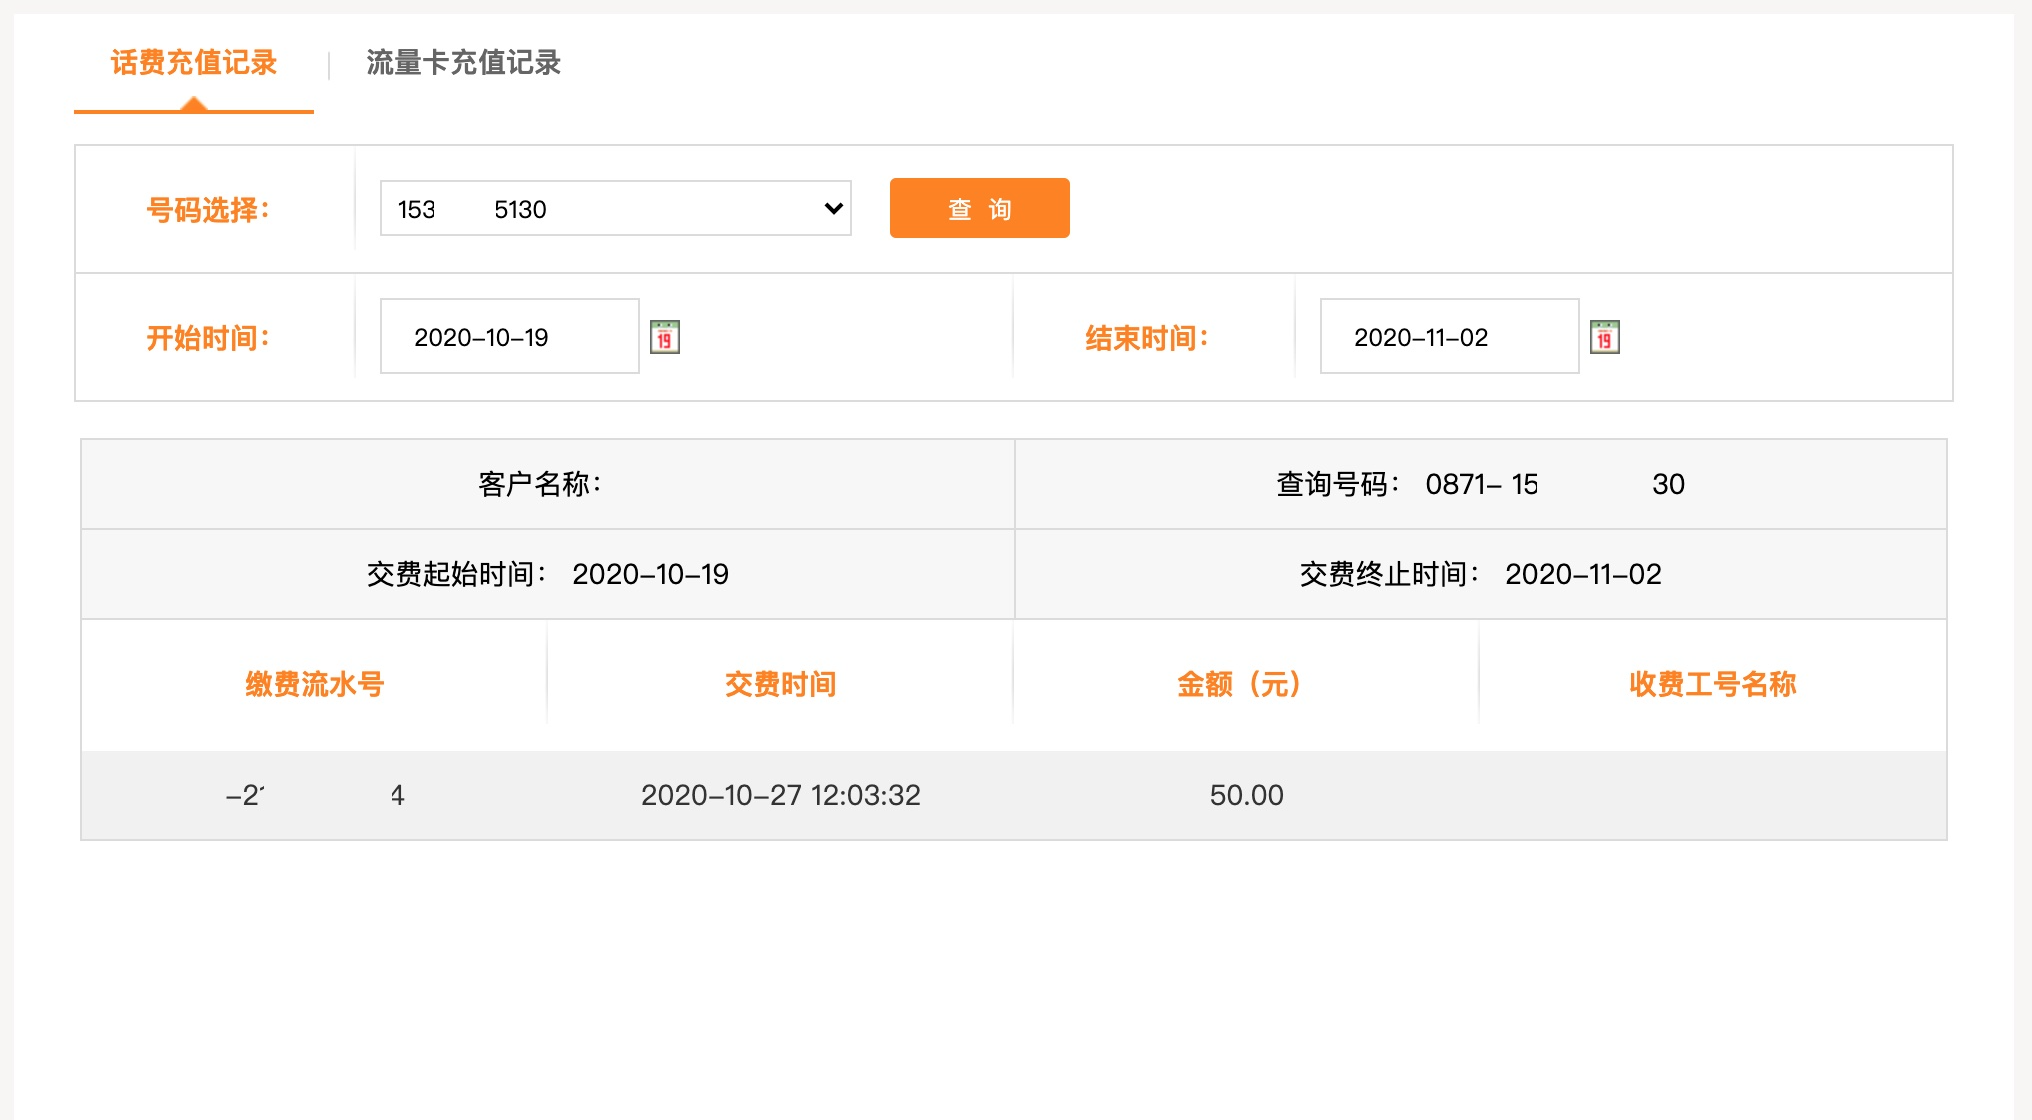 话费充值记录 流量卡充值记录
号码选择： 153 5130 查 询
开始时间： 2020-10-19 19 结束时间： 2020-11-02 19
客户名称： 查询号码： 0871- 15 30
交费起始时间： 2020-10-19 交费终止时间： 2020-11-02
缴费流水号 交费时间 金额（元） 收费工号名称
-2 4 2020-10-27 12:03:32 50.00